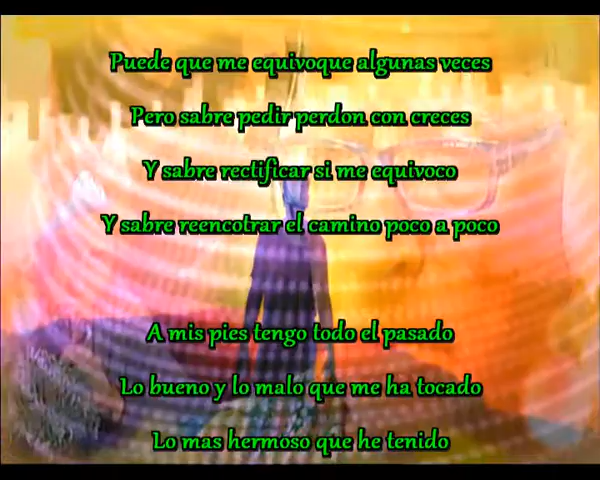 Puede que me equivoque algunas veces
Pero sabre pedir perdon con creces
Y sabre rectificar si me equivoco
Y sabre reencotrar el camino poco a poco
A mis pies tengo todo el pasado
Lo bueno y lo malo que me ha tocado
Lo mas hermoso que he tenido